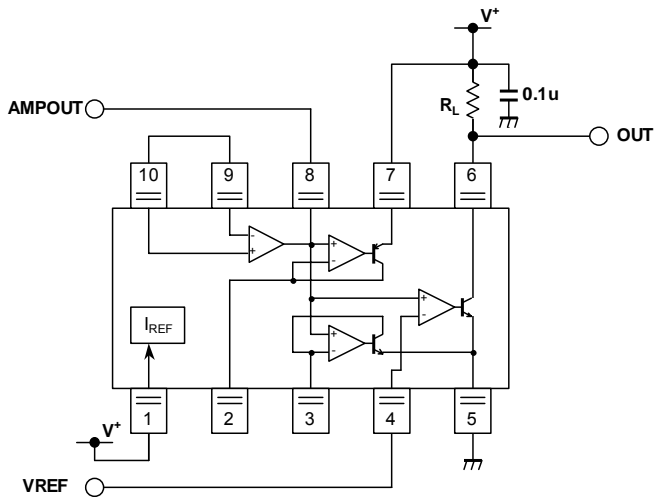 V+
AMPOUT
RL
0.1u
OUT
10 9 8 7 6
- +
+ -
+ -
+ -
IREF
1 2 3 4 5
V+
VREF